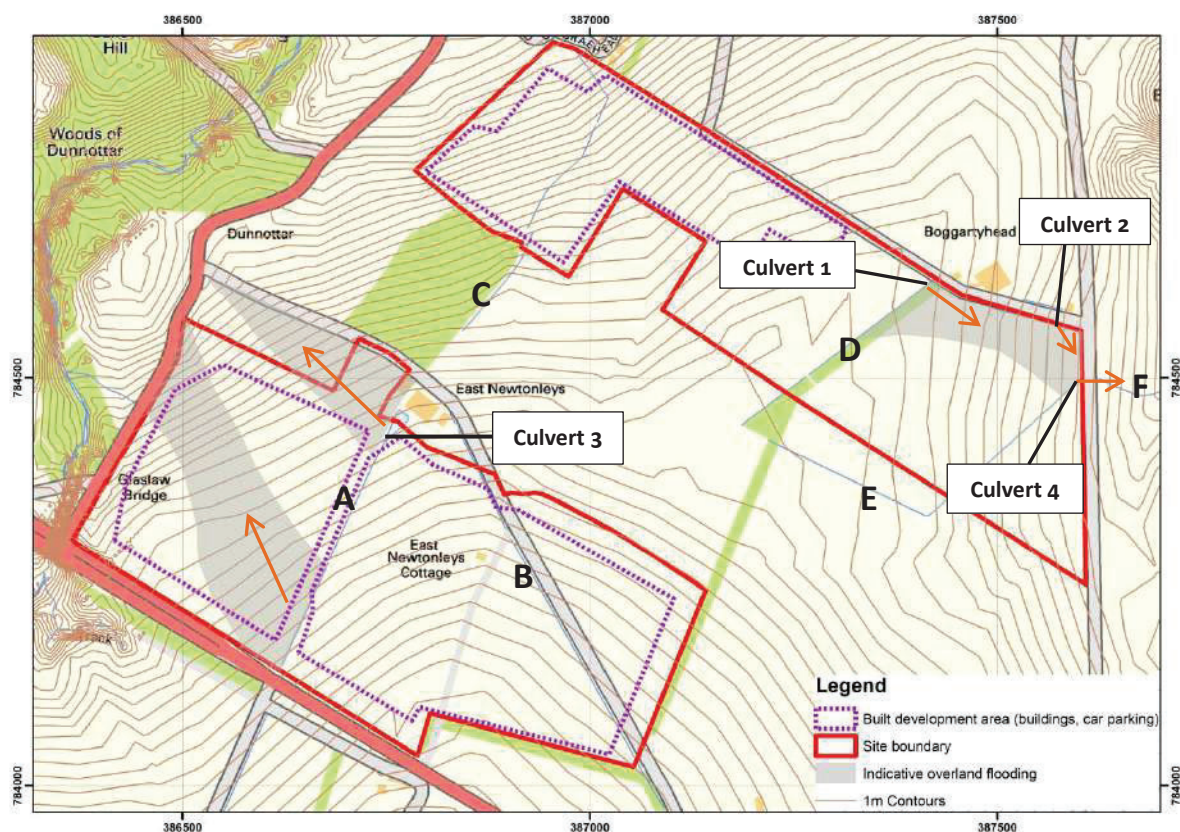 386500
387000
387500
Hill
Woods of
Dunnottar
Dunnottar
Boggartyhead
Culvert 2
Culvert 1
C
D
784500
784500
F
East Newtonleys
Culvert 3
Culvert 4
Glaslaw
Bridge
A
E
East
Newtonleys
Cottage
B
Track
Legend
Built development area (buildings, car parking)
Site boundary
Indicative overland flooding
1m Contours
784000
784000
386500
387000
387500